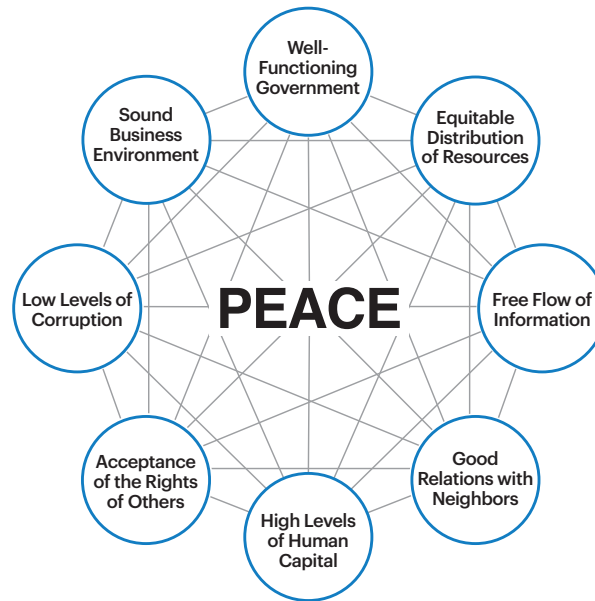 Well-
Functioning
Government
Sound
Business
Environment
Equitable
Distribution
of Resources
Low Levels of
Corruption
PEACE
Free Flow of
Information
Acceptance
of the Rights
of Others
Good
Relations with
Neighbors
High Levels
of Human
Capital